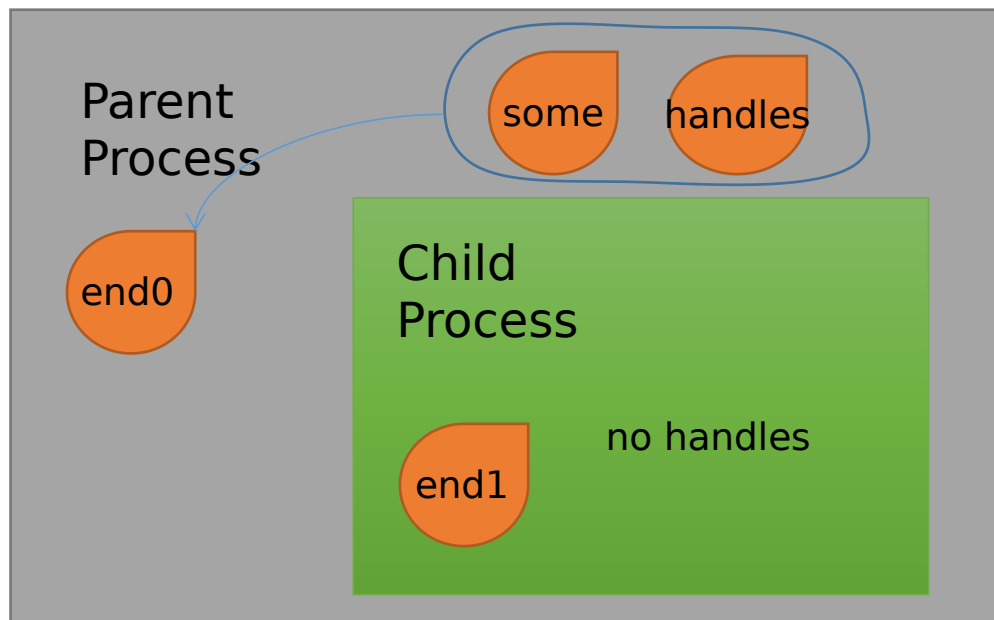 Parent
Process
some
handles
end0
Child
Process
no handles
end1